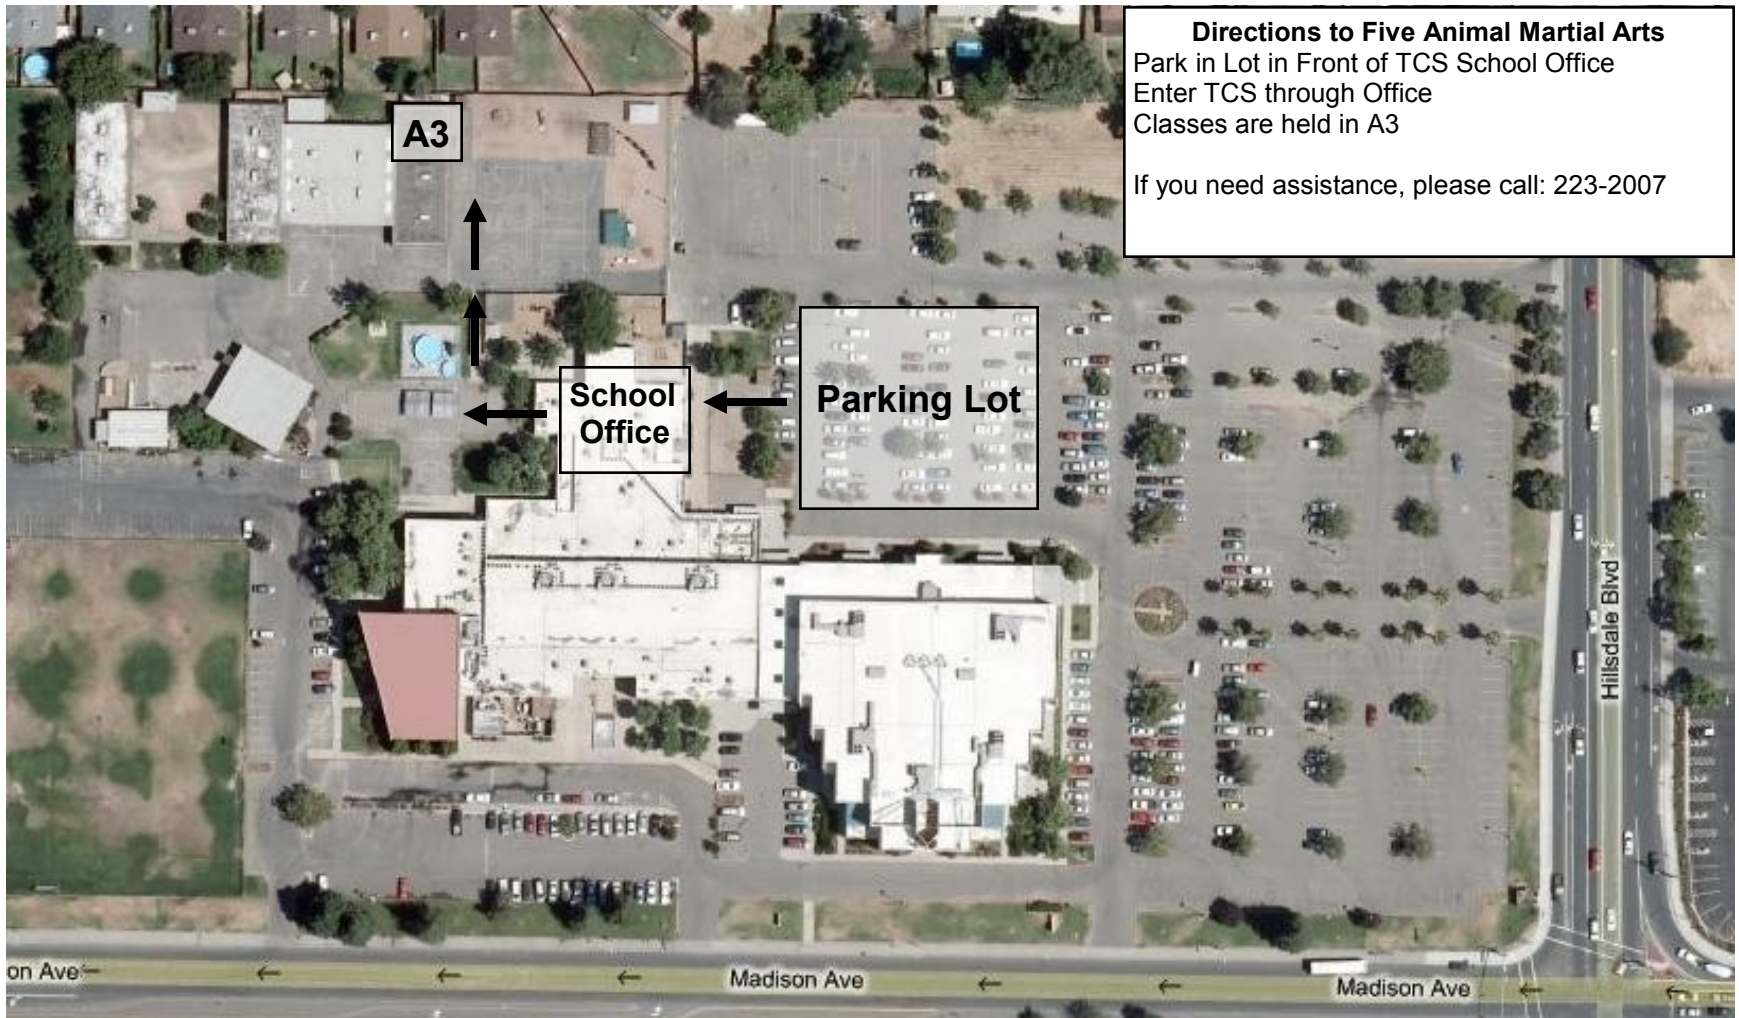 Directions to Five Animal Martial Arts
Park in Lot in Front of TCS School Office
Enter TCS through Office
Classes are held in A3
If you need assistance, please call: 223-2007
A3
School
Office
Parking Lot
Hillsdale Blvd
on Ave
Madison Ave
Madison Ave